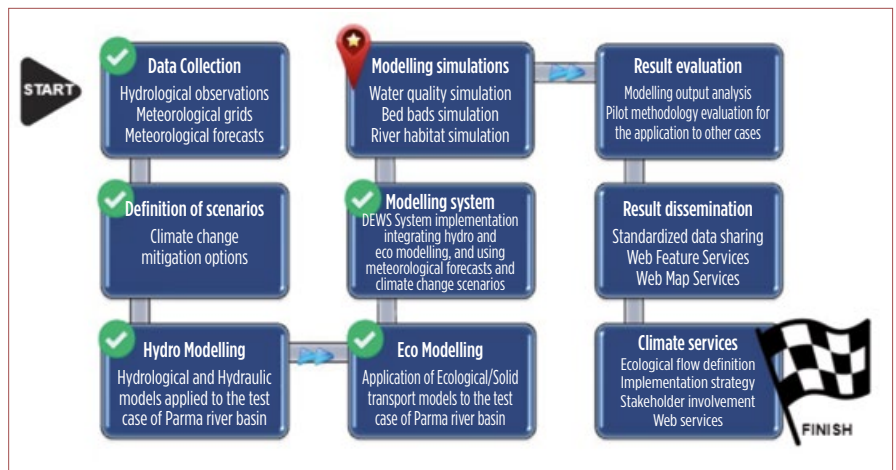 START
Data Collection
Hydrological observations
Meteorological grids
Meteorological forecasts
Definition of scenarios
Climate change
mitigation options
Hydro Modelling
Hydrological and Hydraulic
models applied to the test
case of Parma river basin
Eco Modelling
Application of Ecological/Solid
transport models to the test
case of Parma river basin
Modelling system
DEWS System implementation
integrating hydro and
eco modelling, and using
meteorological forecasts and
climate change scenarios
Modelling simulations
Water quality simulation
Bed bads simulation
River habitat simulation
Result evaluation
Modelling output analysis
Pilot methodology evaluation for
the application to other cases
Result dissemination
Standardized data sharing
Web Feature Services
Web Map Services
Climate services
Ecological flow definition
Implementation strategy
Stakeholder involvement
Web services
FINISH